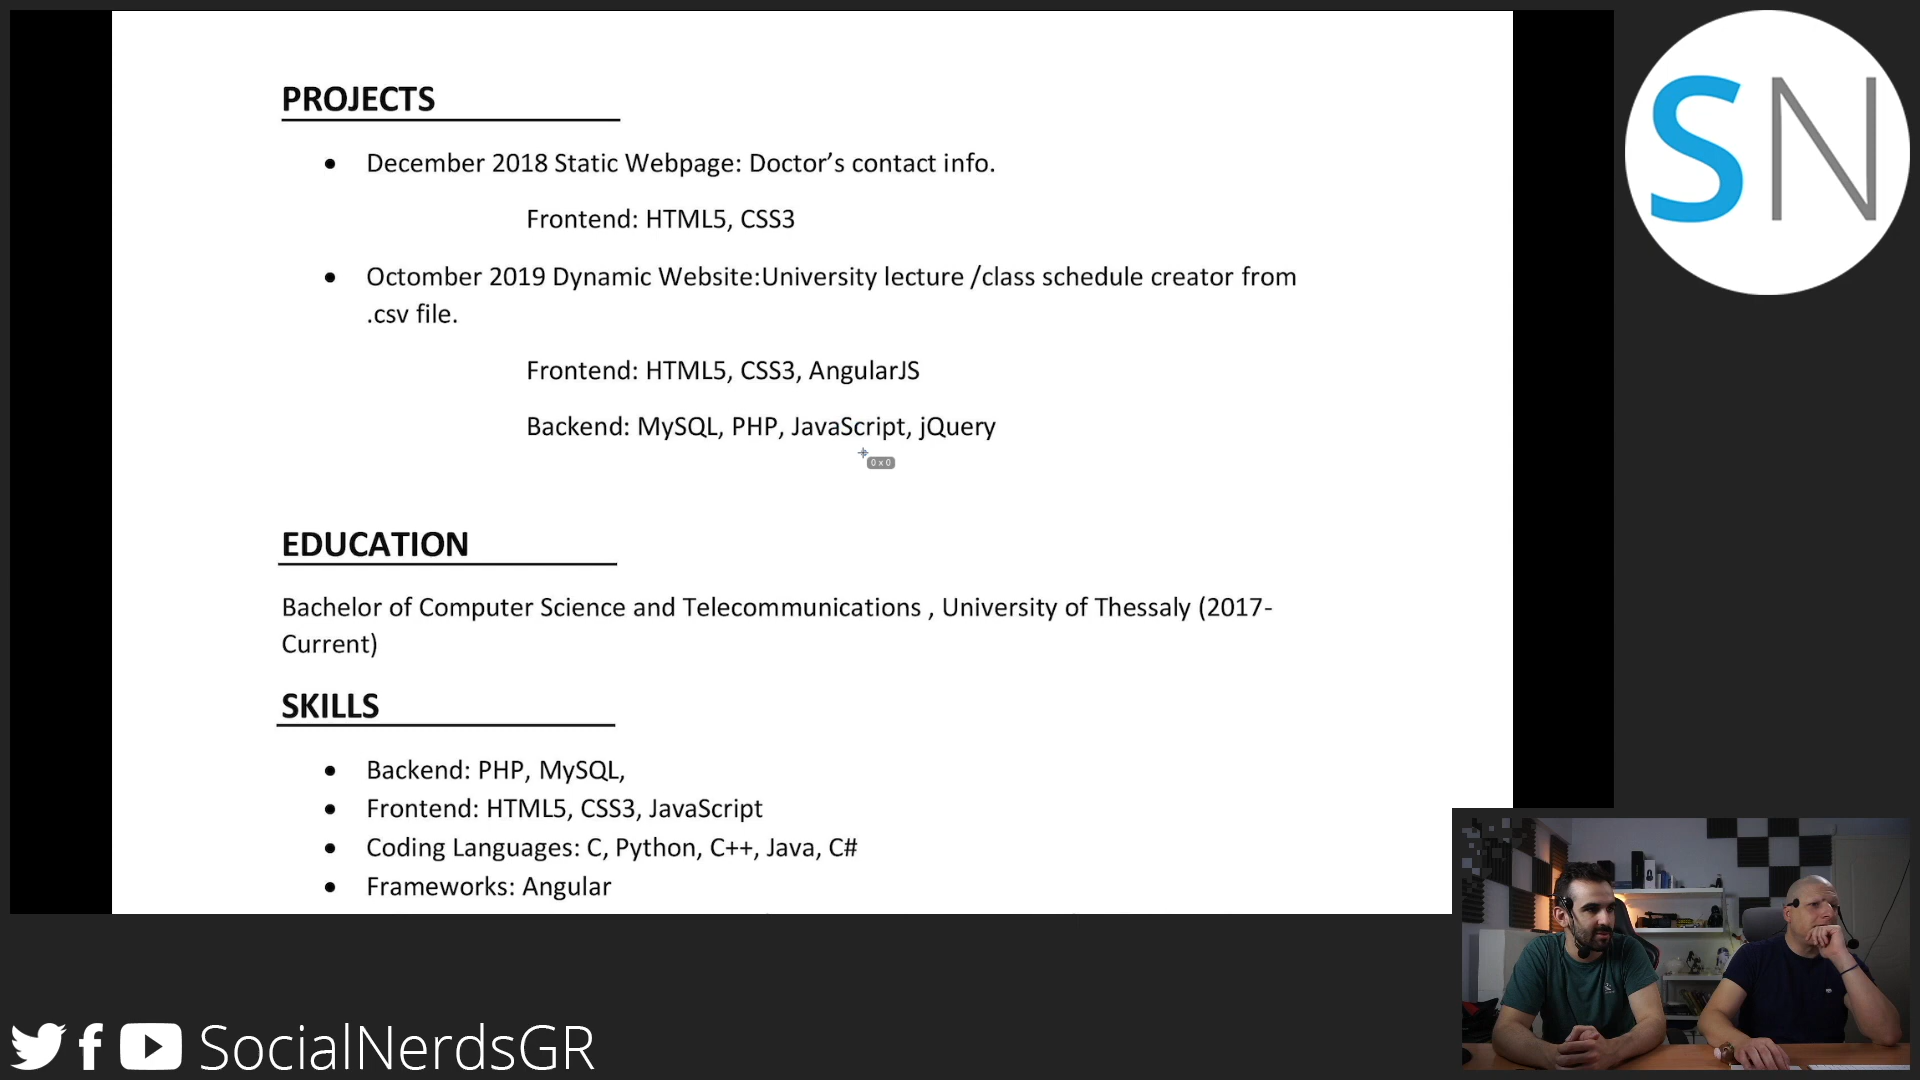 PROJECTS
December 2018 Static Webpage: Doctor’s contact info.
Frontend: HTML5, CSS3
Octomber 2019 Dynamic Website:University lecture /class schedule creator from
.csv file.
Frontend: HTML5, CSS3, AngularJS
Backend: MySQL, PHP, JavaScript, jQuery
0 x 0
EDUCATION
Bachelor of Computer Science and Telecommunications , University of Thessaly (2017-
Current)
SKILLS
Backend: PHP, MySQL,
Frontend: HTML5, CSS3, JavaScript
Coding Languages: C, Python, C++, Java, C#
Frameworks: Angular
SN
SocialNerdsGR